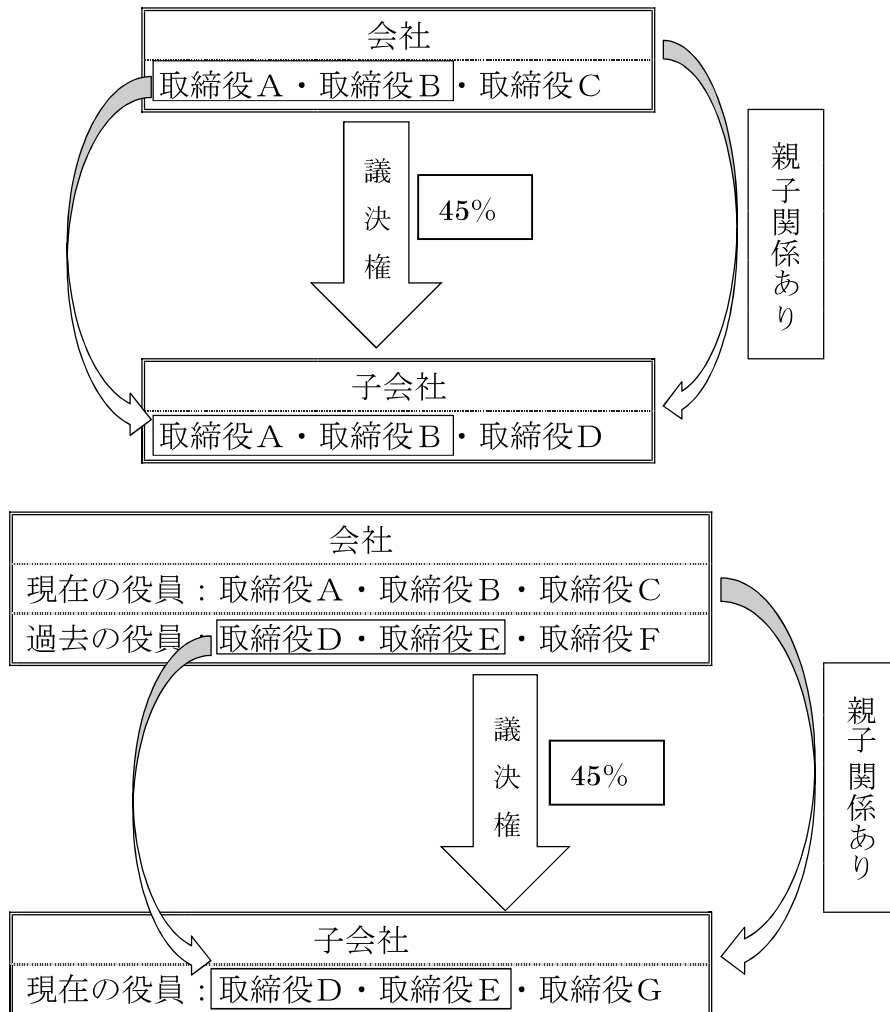 会社
取締役A・取締役B・取締役C
議決権
45%
親子関係あり
子会社
取締役A・取締役B・取締役D
会社
現在の役員：取締役A・取締役B・取締役C
過去の役員：取締役D・取締役E・取締役F
議決権
45%
親子関係あり
子会社
現在の役員：取締役D・取締役E・取締役G